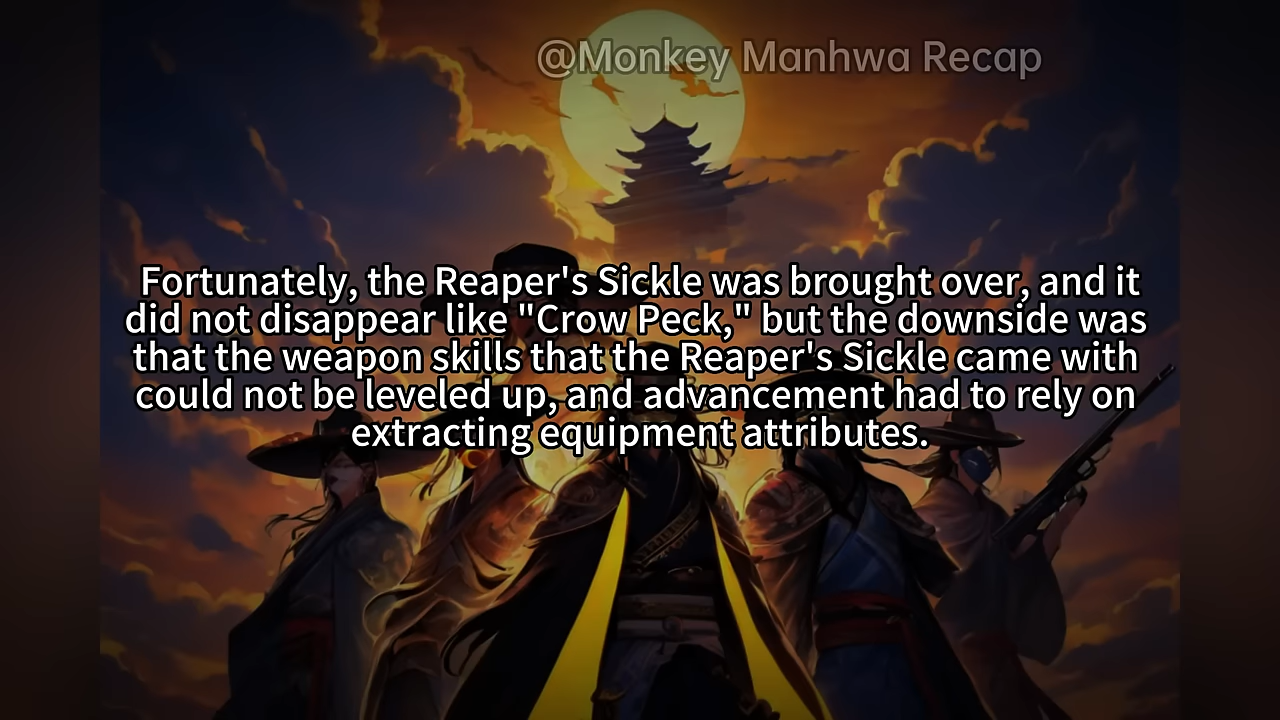 @Monkey Manhwa Recap
Fortunately, the Reaper's Sickle was brought over, and it
did not disappear like "Crow Peck," but the downside was
that the weapon skills that the Reaper's Sickle came with
could not be leveled up, and advancement had to rely on
extracting equipment attributes.